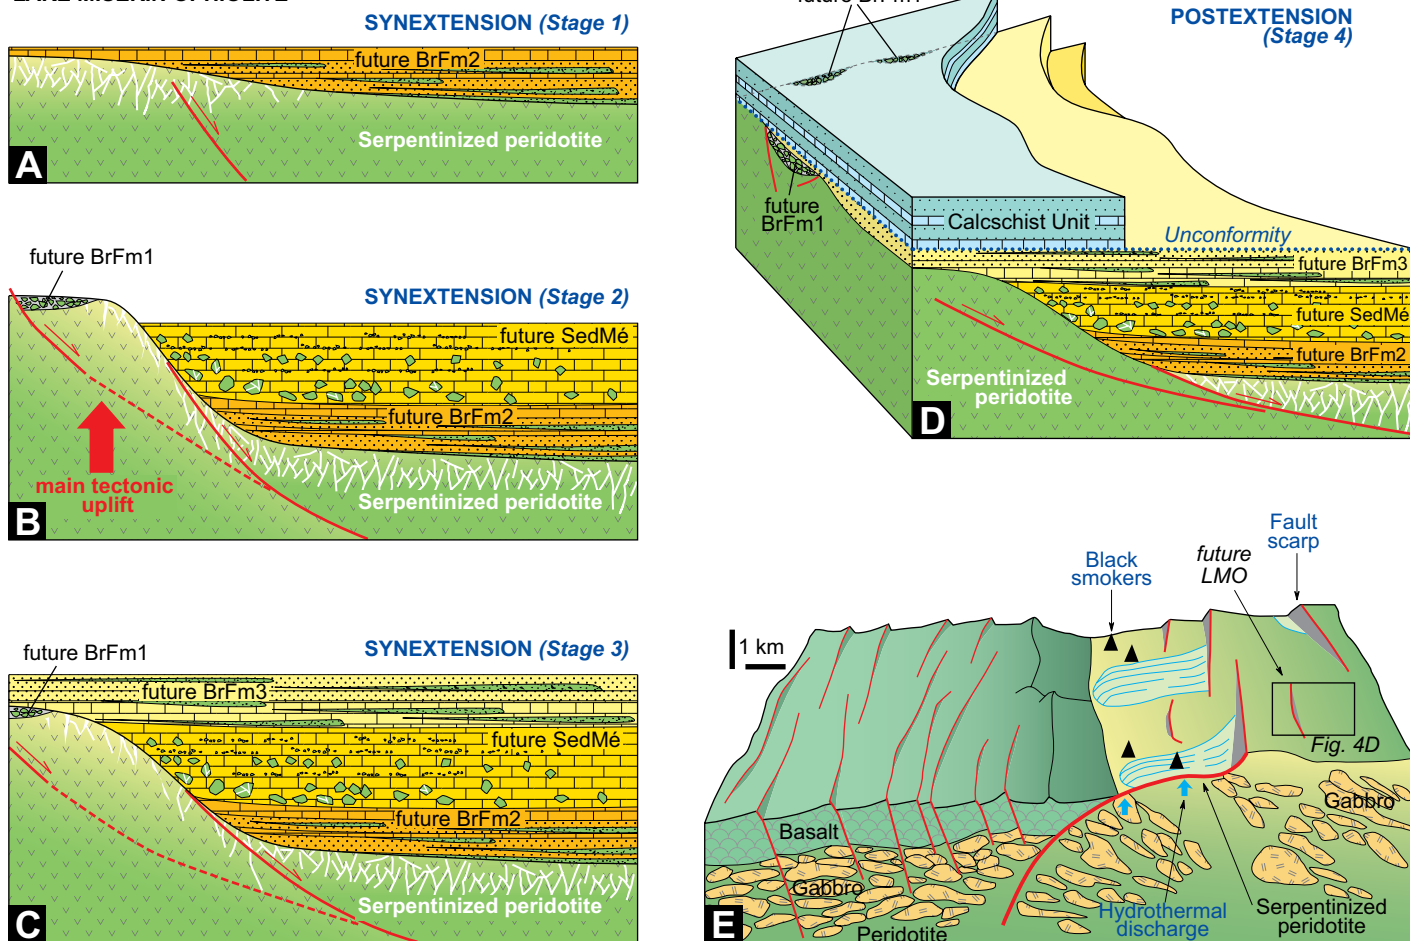 SYNEXTENSION (Stage 1)
future BrFm2
Serpentinized peridotite
A
future BrFm1
SYNEXTENSION (Stage 2)
future SedMé
future BrFm2
main tectonic
uplift
Serpentinized peridotite
B
SYNEXTENSION (Stage 3)
future BrFm1
future BrFm3
future SedMé
future BrFm2
Serpentinized peridotite
C
POSTEXTENSION
(Stage 4)
future
BrFm1
Calcschist Unit
Unconformity
future BrFm3
future SedMé
future BrFm2
Serpentinized
peridotite
D
Fault
scarp
Black
smokers
future
LMO
1 km
Fig. 4D
Basalt
Gabbro
Gabbro
Hydrothermal
discharge
Serpentinized
peridotite
Peridotite
E